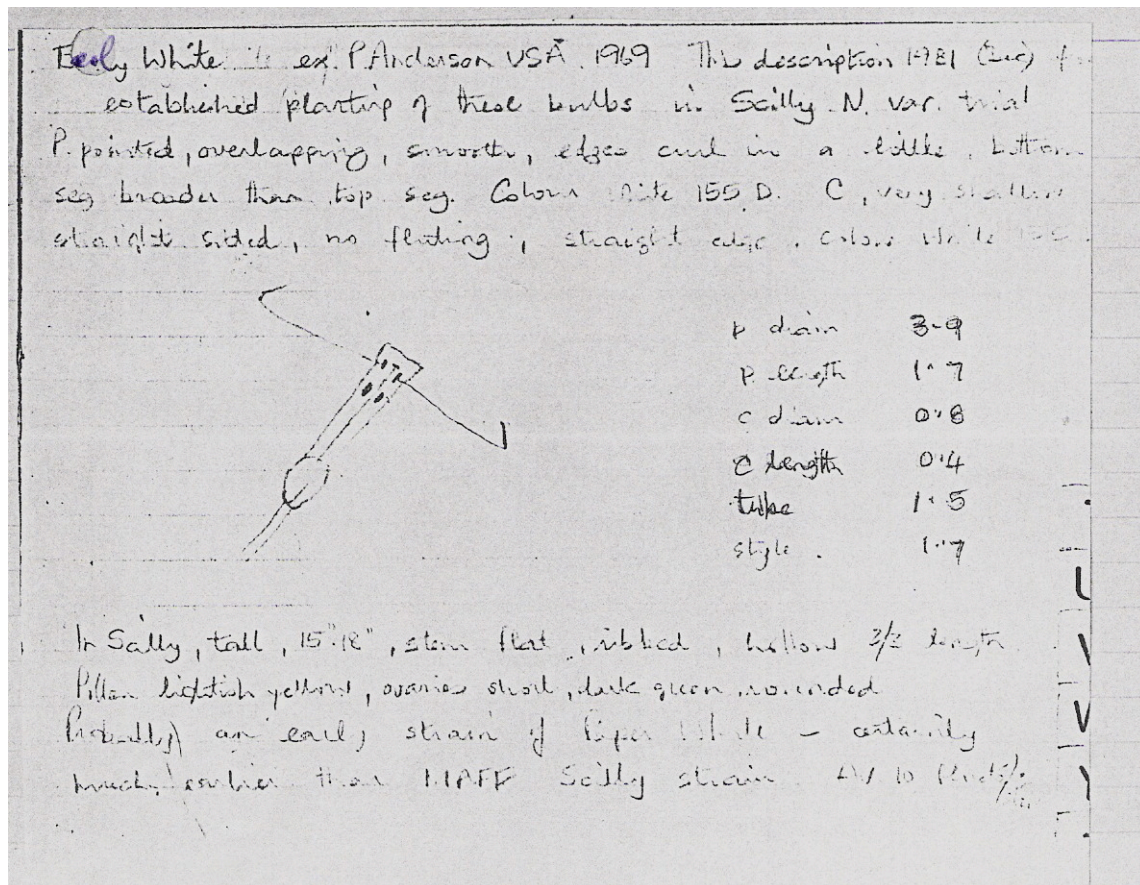 Early White ex P. Anderson USA 1969 This description 1981 (Dec)
established planting of these bulbs in Scilly N. var. trial
P. pointed, overlapping, smooth, edges curl in a little, bottom
seg broader than top seg. Colour white 155 D. C, very shallow
straight sided, no fluting, straight edge. Colour White
p diam 3.9
p. length 1.7
c diam 0.8
c length 0.4
tube 1.5
style. 1.7
In Scilly, tall, 15"-18", stem flat, ribbed, hollow 2/3 length
Pollen lightish yellow, ovaries short, dark green, rounded
Probably an early strain of Paper White – certainly
much earlier than MAFF Scilly strain. Av 10